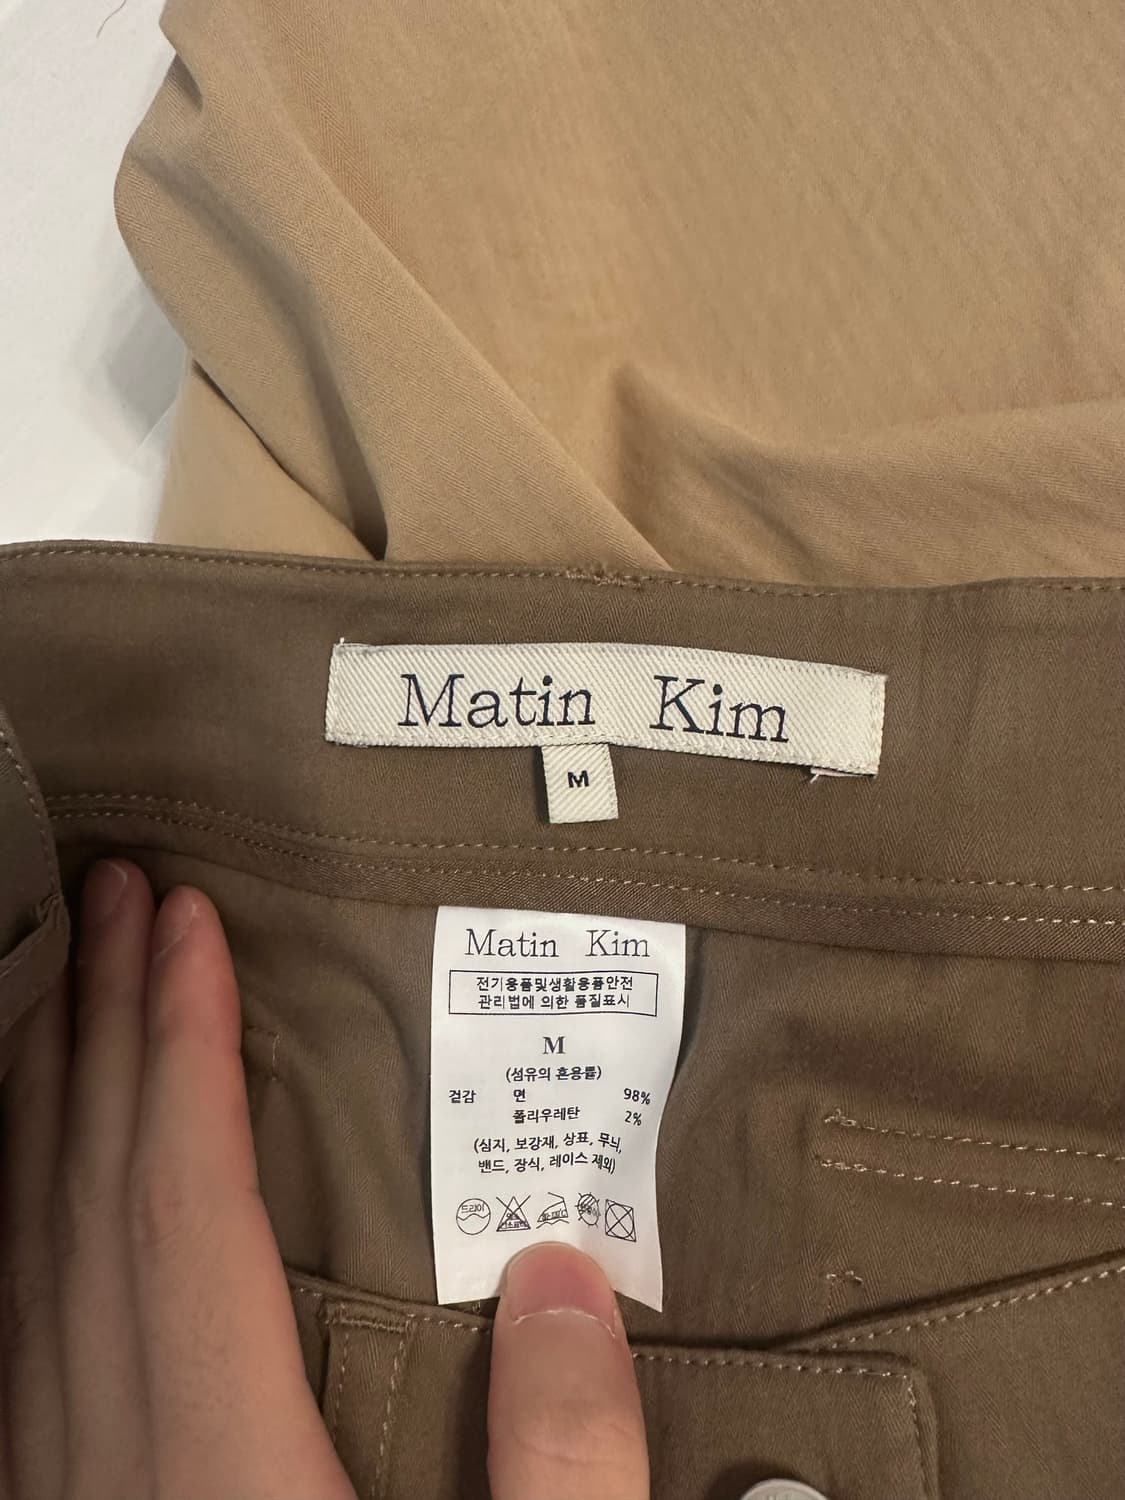 Matin Kim
M
Matin Kim
전기용품및생활용품안전
관리법에 의한 품질표시
M
(섬유의 혼용률)
겉감 면 98%
폴리우레탄 2%
(심지, 보강재, 상표, 무늬,
밴드, 장식, 레이스 제외)
드라이